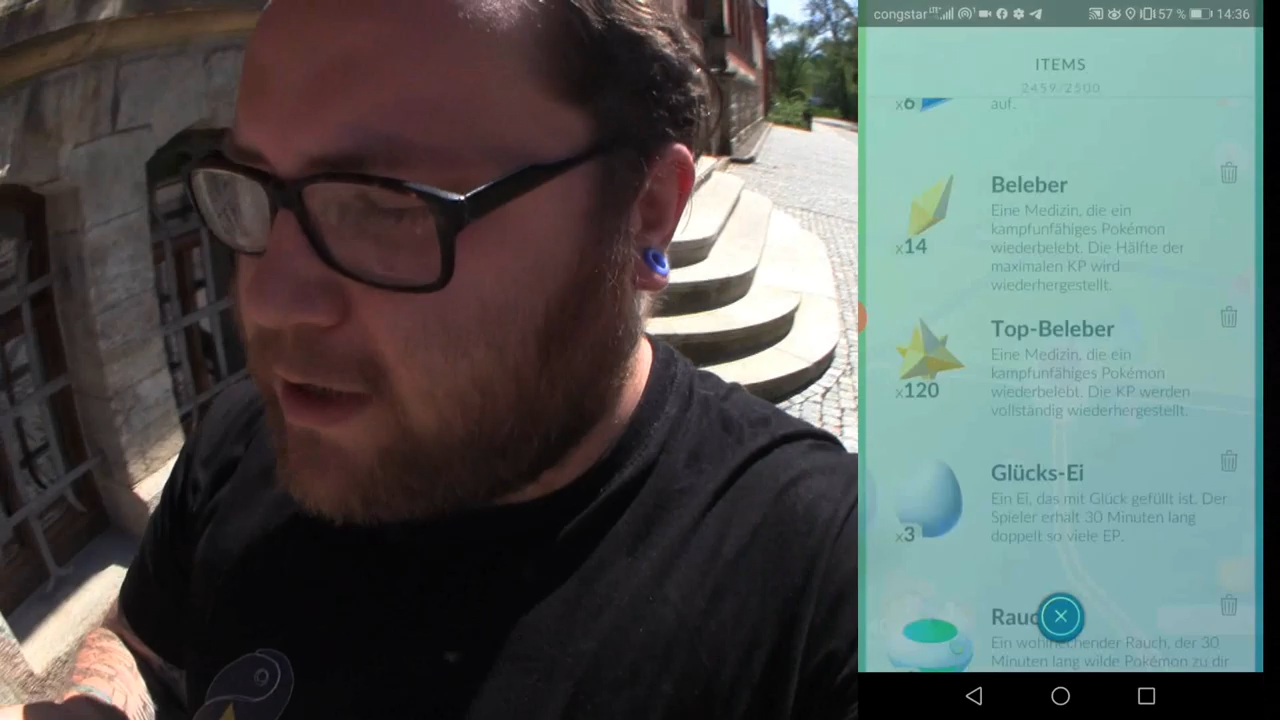 congstar 57 % 14:36
ITEMS
2459/2500
x6 auf.
Beleber
Eine Medizin, die ein
kampfunfähiges Pokémon
x14 wiederbelebt. Die Hälfte der
maximalen KP wird
wiederhergestellt.
Top-Beleber
Eine Medizin, die ein
kampfunfähiges Pokémon
x120 wiederbelebt. Die KP werden
vollständig wiederhergestellt.
Glücks-Ei
Ein Ei, das mit Glück gefüllt ist. Der
Spieler erhält 30 Minuten lang
x3 doppelt so viele EP.
Ein wohlriechender Rauch, der 30
Minuten lang wilde Pokémon zu dir